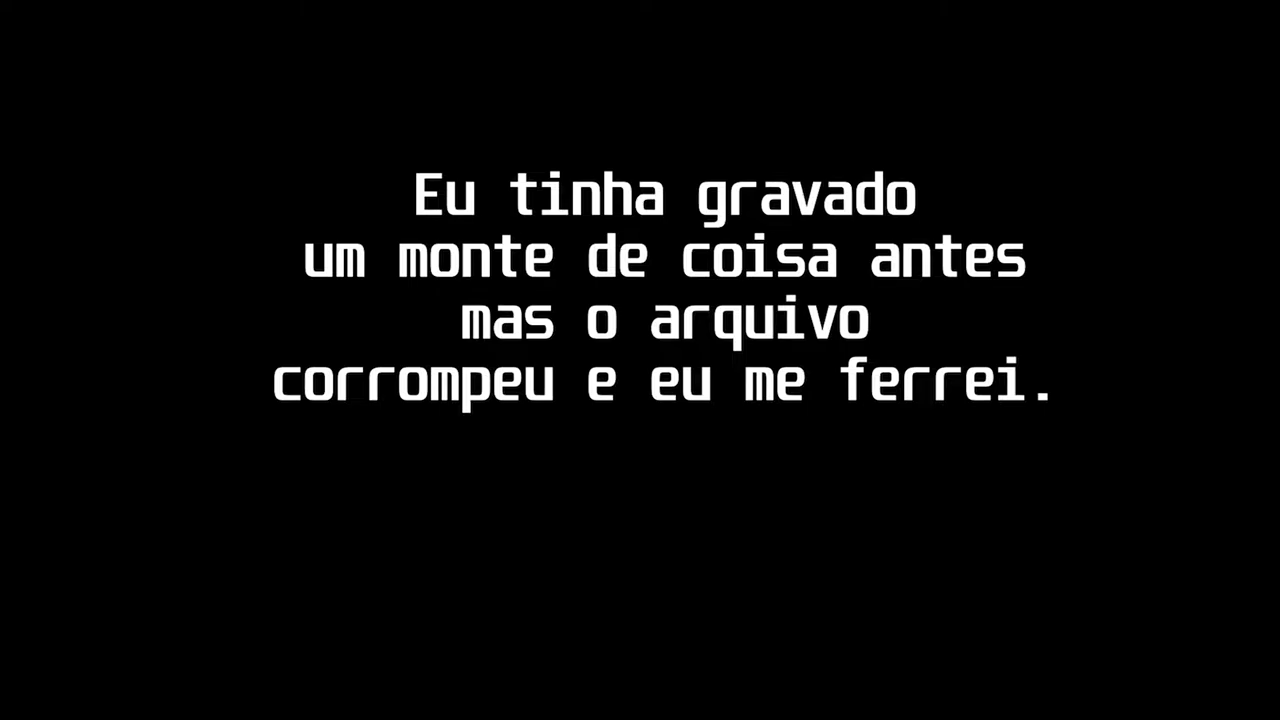 Eu tinha gravado
um monte de coisa antes
mas o arquivo
corrompeu e eu me ferrei.